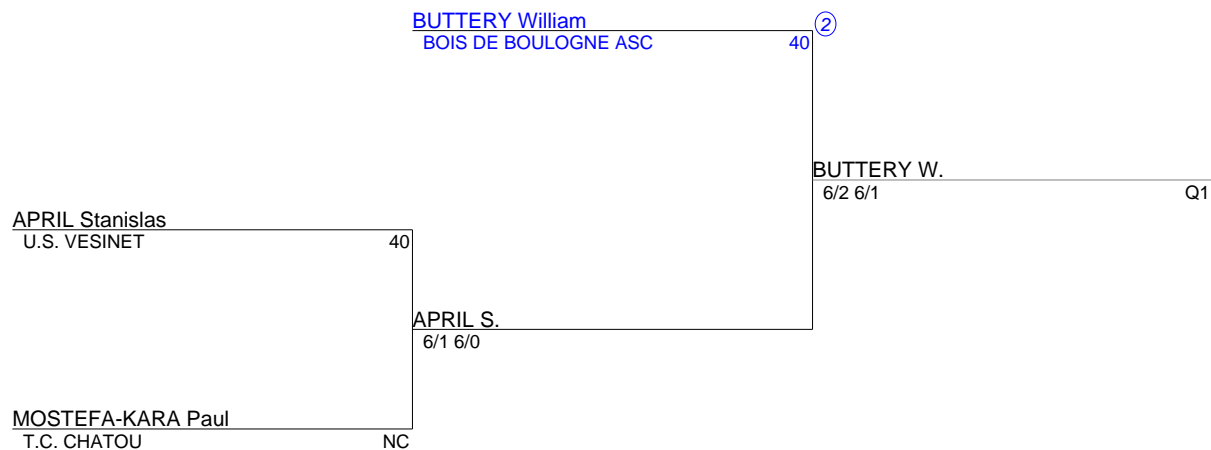 BUTTERY William 2
BOIS DE BOULOGNE ASC 40
BUTTERY W.
6/2 6/1 Q1
APRIL Stanislas
U.S. VESINET 40
APRIL S.
6/1 6/0
MOSTEFA-KARA Paul
T.C. CHATOU NC